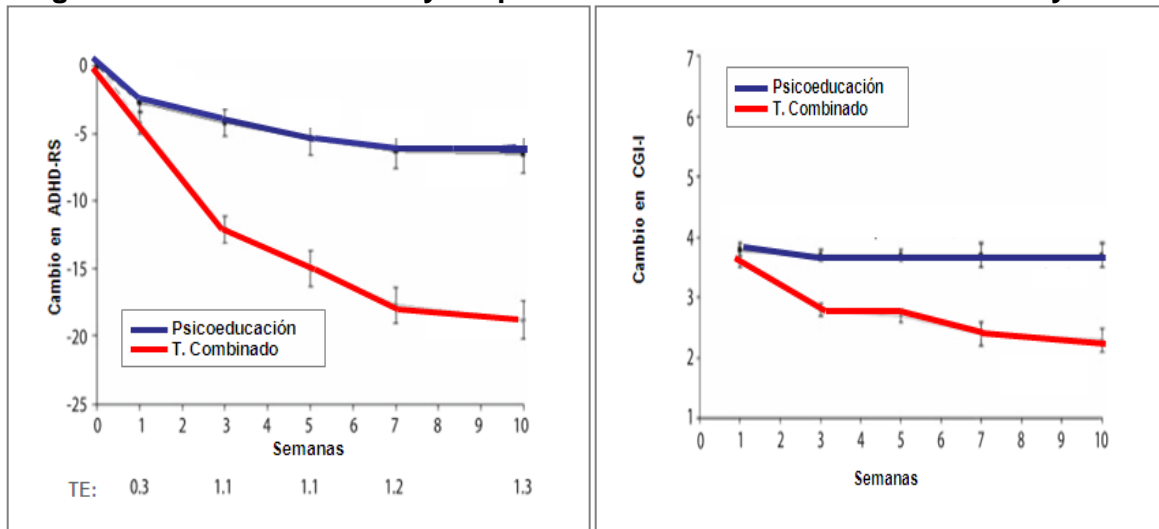 Cambio en ADHD-RS
0
-5
-10
-15
-20
-25
Psicoeducación
T. Combinado
0 1 2 3 4 5 6 7 8 9 10
Semanas
TE: 0.3 1.1 1.1 1.2 1.3
Cambio en CGI-I
7
6
5
4
3
2
1
Psicoeducación
T. Combinado
0 1 2 3 4 5 6 7 8 9 10
Semanas